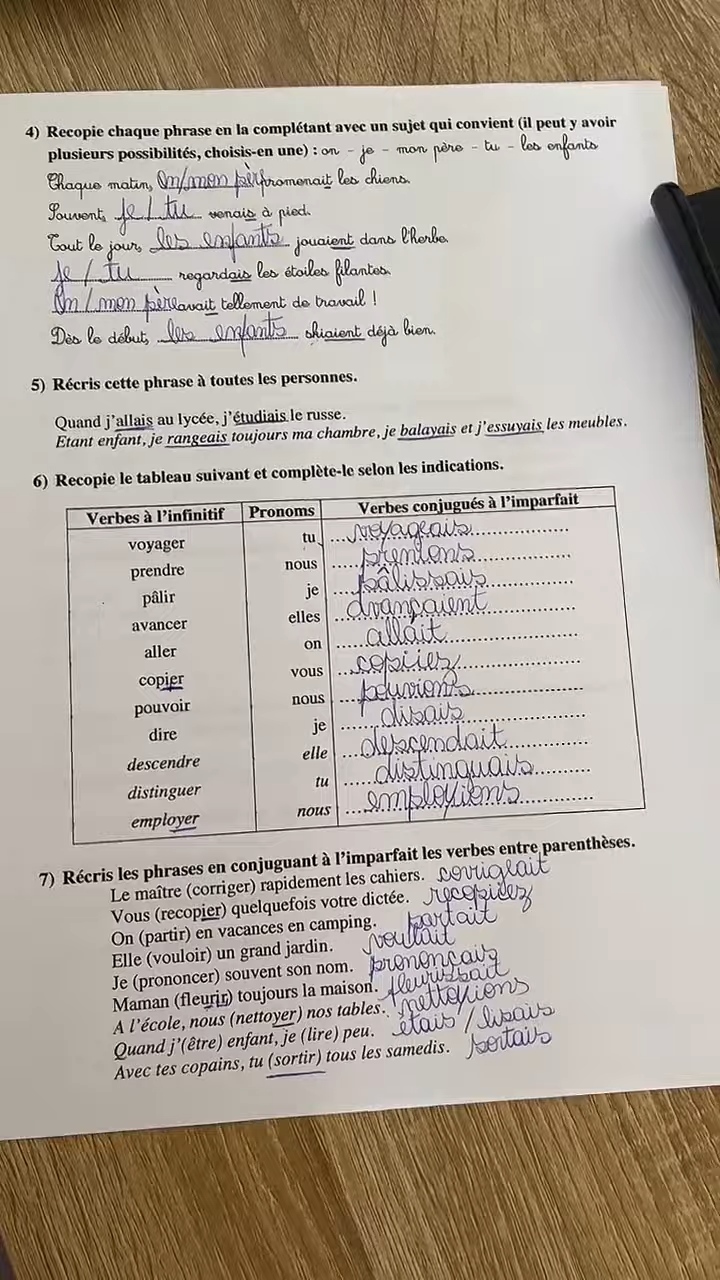 4) Recopie chaque phrase en la complétant avec un sujet qui convient (il peut y avoir
plusieurs possibilités, choisis-en une) : on - je - mon père - tu - les enfants
Chaque matin, On/mon père promenait les chiens.
Souvent, je / tu venais à pied.
Tout le jour, les enfants jouaient dans l'herbe.
je / tu regardais les étoiles filantes.
On / mon père avait tellement de travail !
Dès le début, les enfants skiaient déjà bien.
5) Récris cette phrase à toutes les personnes.
Quand j'allais au lycée, j'étudiais le russe.
Etant enfant, je rangeais toujours ma chambre, je balayais et j'essuyais les meubles.
6) Recopie le tableau suivant et complète-le selon les indications.
Verbes à l'infinitif Pronoms Verbes conjugués à l'imparfait
voyager tu voyageais
prendre nous prenions
pâlir je pâlissais
avancer elles avançaient
aller on allait
copier vous copiiez
pouvoir nous pouvions
dire je disais
descendre elle descendait
distinguer tu distinguais
employer nous employions
7) Récris les phrases en conjuguant à l'imparfait les verbes entre parenthèses.
Le maître (corriger) rapidement les cahiers. corrigeait
Vous (recopier) quelquefois votre dictée. recopiiez
On (partir) en vacances en camping. partait
Elle (vouloir) un grand jardin. voulait
Je (prononcer) souvent son nom. prononçais
Maman (fleurir) toujours la maison. fleurissait
A l'école, nous (nettoyer) nos tables. nettoyions
Quand j'(être) enfant, je (lire) peu. étais / lisais
Avec tes copains, tu (sortir) tous les samedis. sortais